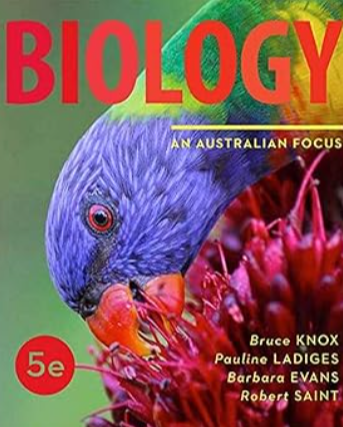 BIOLOGY
AN AUSTRALIAN FOCUS
Bruce KNOX
Pauline LADIGES
Barbara EVANS
Robert SAINT
5e